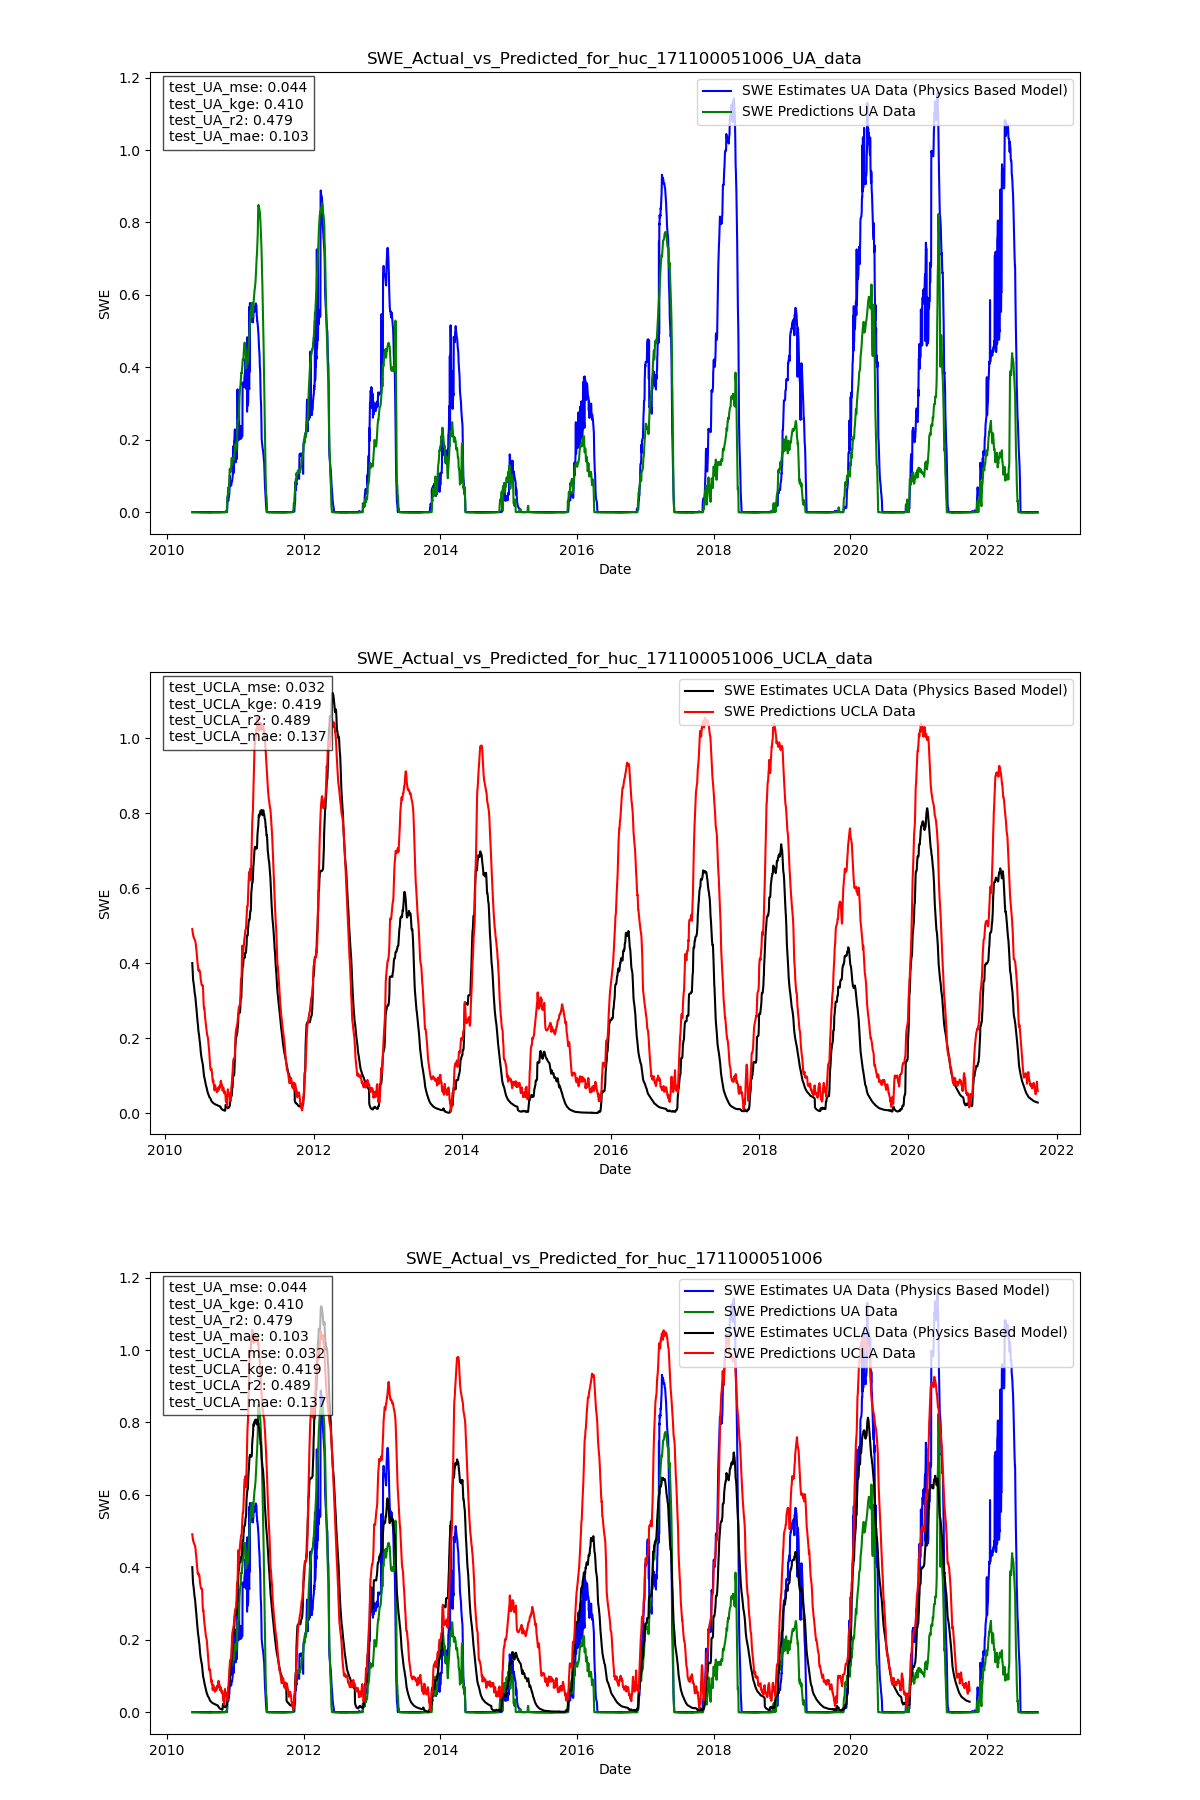 SWE_Actual_vs_Predicted_for_huc_171100051006_UA_data
test_UA_mse: 0.044
test_UA_kge: 0.410
test_UA_r2: 0.479
test_UA_mae: 0.103
SWE Estimates UA Data (Physics Based Model)
SWE Predictions UA Data
1.2
1.0
0.8
0.6
0.4
0.2
0.0
SWE
2010 2012 2014 2016 2018 2020 2022
Date
SWE_Actual_vs_Predicted_for_huc_171100051006_UCLA_data
test_UCLA_mse: 0.032
test_UCLA_kge: 0.419
test_UCLA_r2: 0.489
test_UCLA_mae: 0.137
SWE Estimates UCLA Data (Physics Based Model)
SWE Predictions UCLA Data
1.0
0.8
0.6
0.4
0.2
0.0
SWE
2010 2012 2014 2016 2018 2020 2022
Date
SWE_Actual_vs_Predicted_for_huc_171100051006
test_UA_mse: 0.044
test_UA_kge: 0.410
test_UA_r2: 0.479
test_UA_mae: 0.103
test_UCLA_mse: 0.032
test_UCLA_kge: 0.419
test_UCLA_r2: 0.489
test_UCLA_mae: 0.137
SWE Estimates UA Data (Physics Based Model)
SWE Predictions UA Data
SWE Estimates UCLA Data (Physics Based Model)
SWE Predictions UCLA Data
1.2
1.0
0.8
0.6
0.4
0.2
0.0
SWE
2010 2012 2014 2016 2018 2020 2022
Date